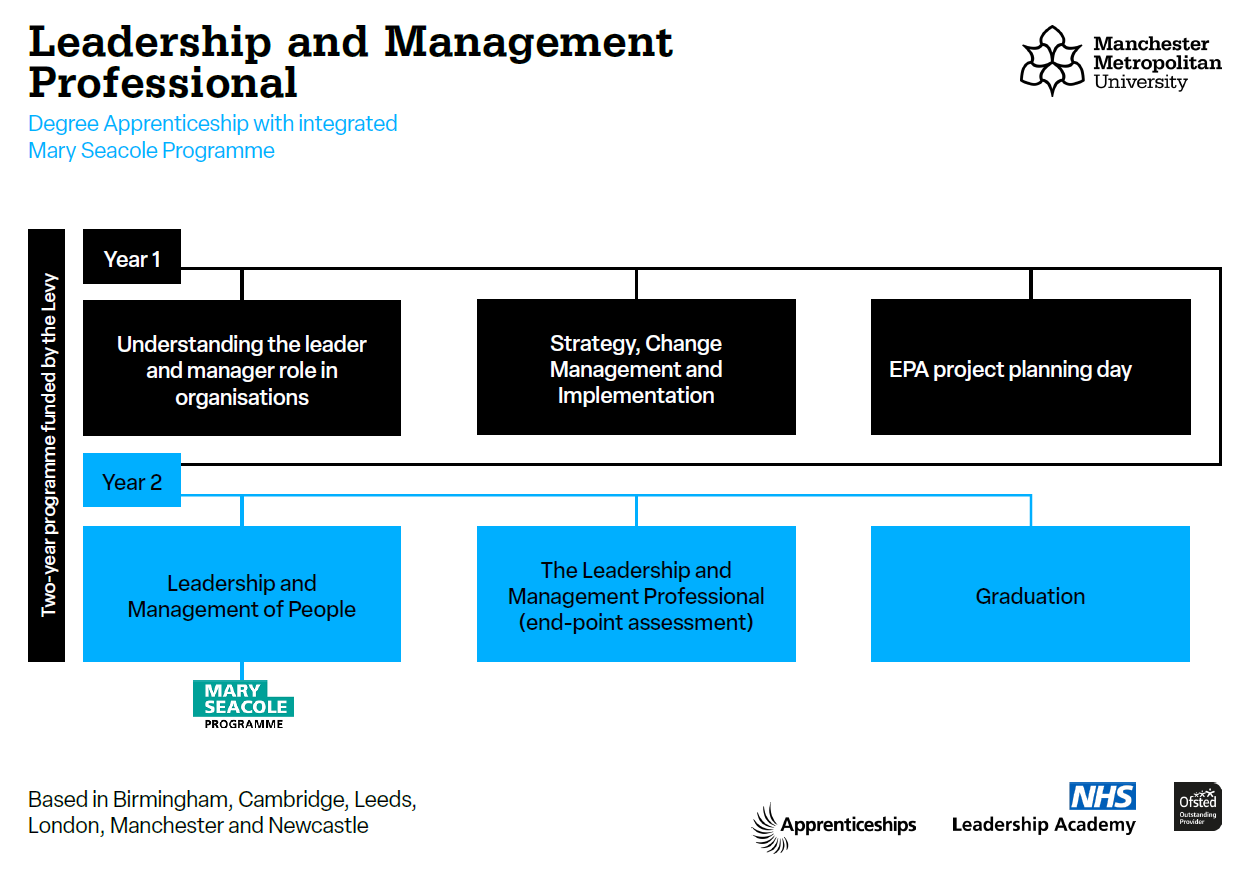 Leadership and Management
Professional
Degree Apprenticeship with integrated
Mary Seacole Programme
Manchester
Metropolitan
University
Two-year programme funded by the Levy
Year 1
Understanding the leader
and manager role in
organisations
Strategy, Change
Management and
Implementation
EPA project planning day
Year 2
Leadership and
Management of People
The Leadership and
Management Professional
(end-point assessment)
Graduation
MARY
SEACOLE
PROGRAMME
Based in Birmingham, Cambridge, Leeds,
London, Manchester and Newcastle
Apprenticeships
NHS
Leadership Academy
Ofsted
Outstanding
Provider